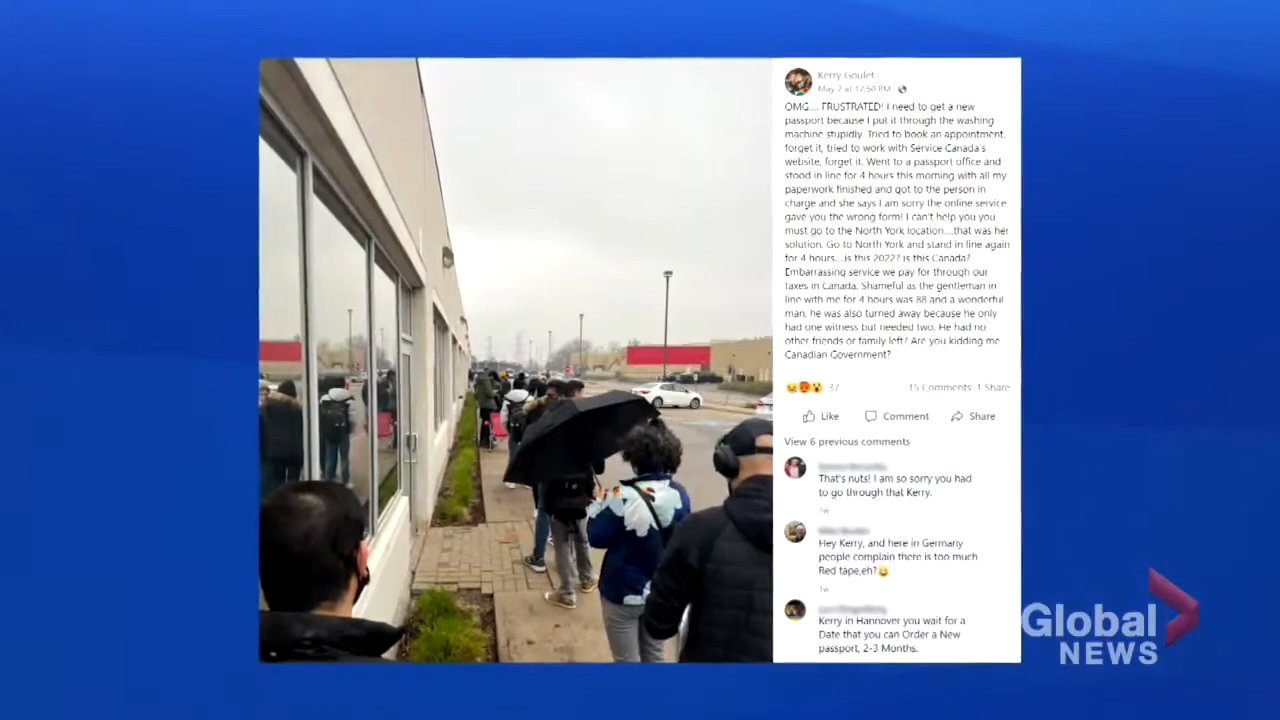 Kerry Goulet
May 2 at 12:50 PM
OMG.... FRUSTRATED! I need to get a new
passport because I put it through the washing
machine stupidly. Tried to book an appointment,
forget it, tried to work with Service Canada's
website, forget it. Went to a passport office and
stood in line for 4 hours this morning with all my
paperwork finished and got to the person in
charge and she says I am sorry the online service
gave you the wrong form! I can't help you you
must go to the North York location....that was her
solution. Go to North York and stand in line again
for 4 hours....is this 2022? Is this Canada?
Embarrassing service we pay for through our
taxes in Canada. Shameful as the gentleman in
line with me for 4 hours was 88 and a wonderful
man, he was also turned away because he only
had one witness but needed two. He had no
other friends or family left? Are you kidding me
Canadian Government?
37
15 Comments 1 Share
Like
Comment
Share
View 6 previous comments
That's nuts! I am so sorry you had
to go through that Kerry.
1w
Hey Kerry, and here in Germany
people complain there is too much
Red tape,eh?😄
1w
Kerry in Hannover you wait for a
Date that you can Order a New
passport, 2-3 Months.
Global
NEWS